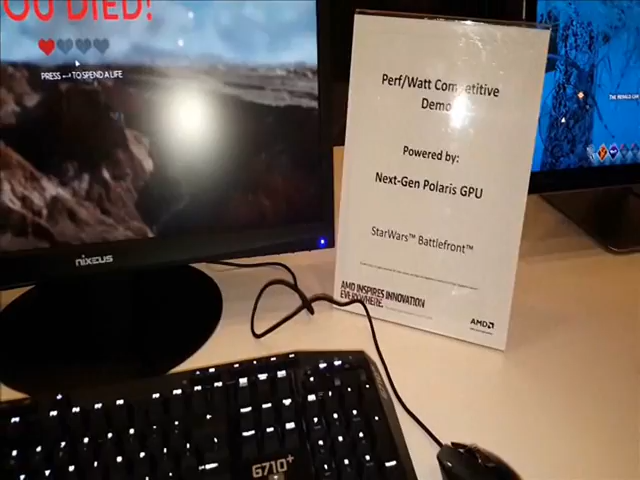 OU DIED!
PRESS ← TO SPEND A LIFE
nixeus
Perf/Watt Competitive
Demo
Powered by:
Next-Gen Polaris GPU
StarWars™ Battlefront™
AMD INSPIRES INNOVATION
EVERYWHERE.
AMD
G710+